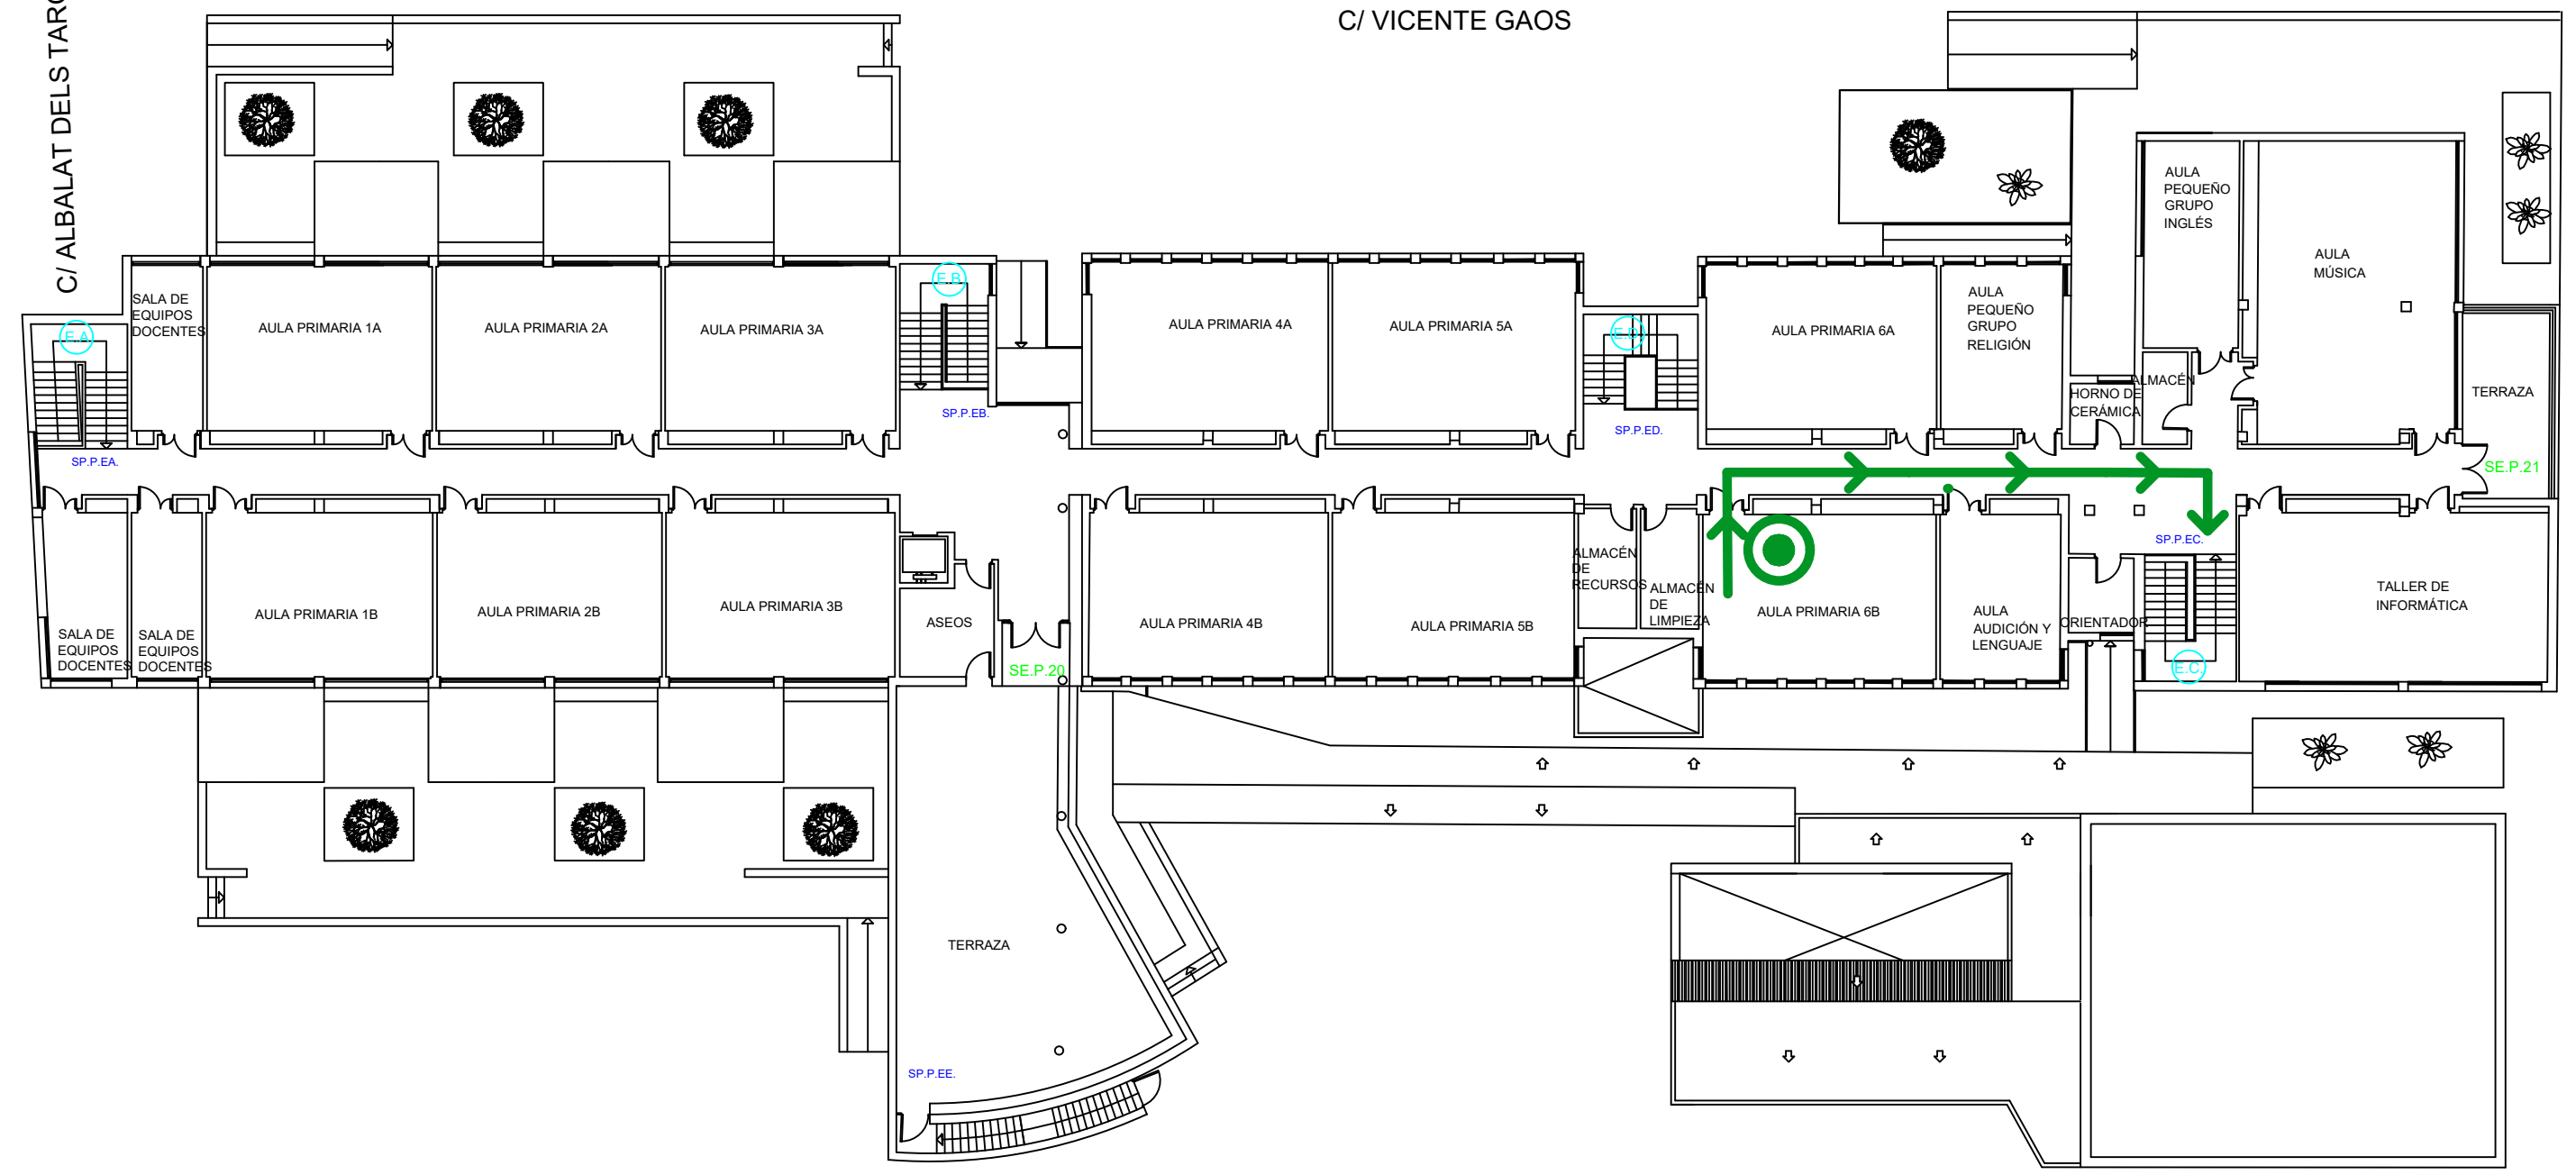 C/ ALBALAT DELS
C/ VICENTE GAOS
SALA DE
EQUIPOS
DOCENTES
AULA PRIMARIA 1A
AULA PRIMARIA 2A
AULA PRIMARIA 3A
E.A.
E.B.
SP.P.EA.
SP.P.EB.
AULA PRIMARIA 4A
AULA PRIMARIA 5A
E.D.
SP.P.ED.
AULA PRIMARIA 6A
AULA
PEQUEÑO
GRUPO
RELIGIÓN
AULA
PEQUEÑO
GRUPO
INGLÉS
AULA
MÚSICA
ALMACÉN
HORNO DE
CERÁMICA
TERRAZA
SE.P.21
SALA DE
EQUIPOS
DOCENTES
SALA DE
EQUIPOS
DOCENTES
AULA PRIMARIA 1B
AULA PRIMARIA 2B
AULA PRIMARIA 3B
ASEOS
SE.P.20
AULA PRIMARIA 4B
AULA PRIMARIA 5B
ALMACÉN
DE
RECURSOS
ALMACÉN
DE
LIMPIEZA
AULA PRIMARIA 6B
AULA
AUDICIÓN Y
LENGUAJE
ORIENTADOR
SP.P.EC.
E.C.
TALLER DE
INFORMÁTICA
TERRAZA
SP.P.EE.